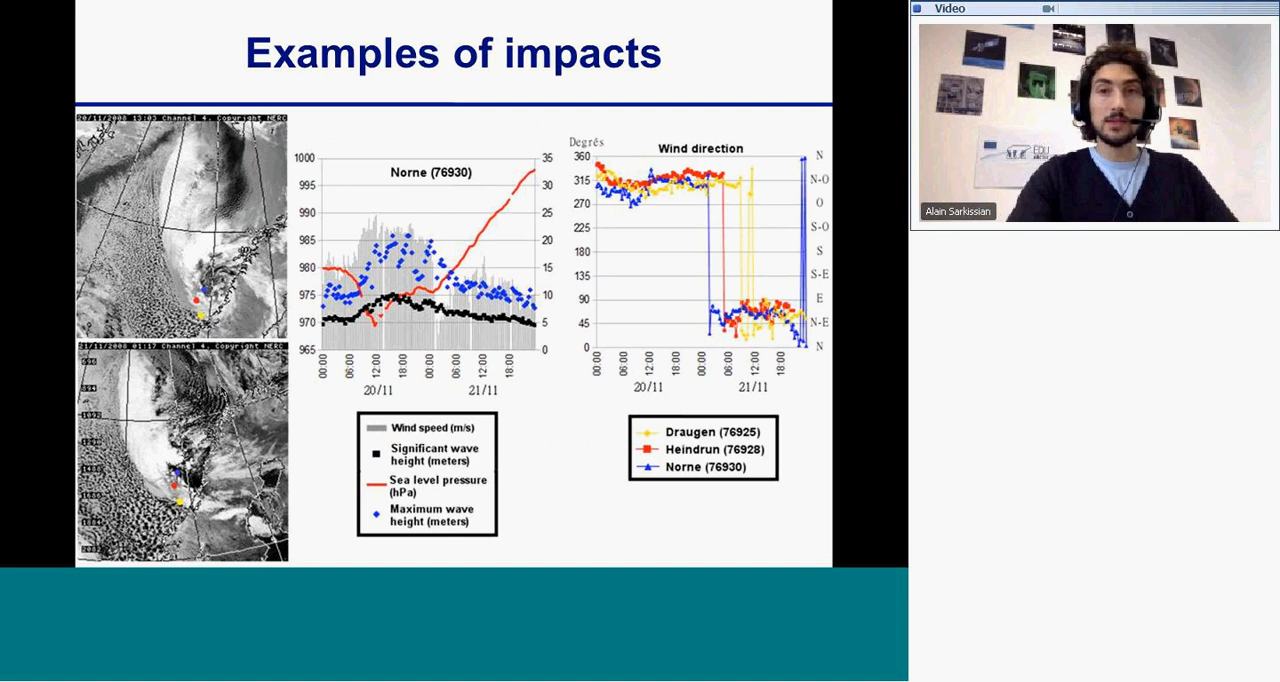 Examples of impacts
20/11/2008 13:03 Channel 4. Copyright NERC
21/11/2008 01:17 Channel 4. Copyright NERC
Norne (76930)
1000
995
990
985
980
975
970
965
35
30
25
20
15
10
5
0
00:00
06:00
12:00
18:00
00:00
06:00
12:00
18:00
20/11
21/11
Wind speed (m/s)
Significant wave
height (meters)
Sea level pressure
(hPa)
Maximum wave
height (meters)
Degrés
Wind direction
360
315
270
225
180
135
90
45
0
N
N-O
O
S-O
S
S-E
E
N-E
N
00:00
06:00
12:00
18:00
00:00
06:00
12:00
18:00
20/11
21/11
Draugen (76925)
Heindrun (76928)
Norne (76930)
Video
EDU
Alain Sarkissian